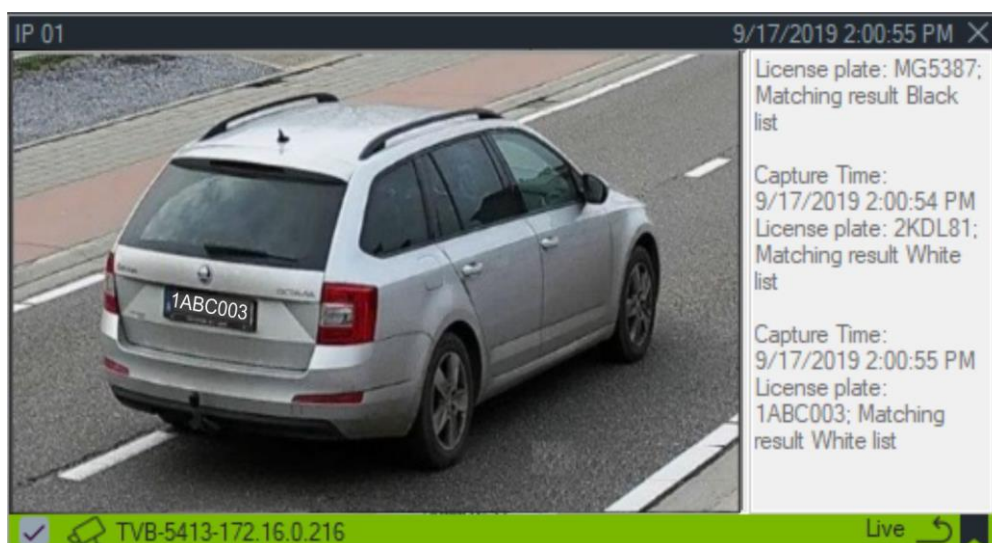 IP 01
9/17/2019 2:00:55 PM
License plate: MG5387;
Matching result Black
list
Capture Time:
9/17/2019 2:00:54 PM
License plate: 2KDL81;
Matching result White
list
Capture Time:
9/17/2019 2:00:55 PM
License plate:
1ABC003; Matching
result White list
OCTAVIA
1ABC003
TVB-5413-172.16.0.216
Live